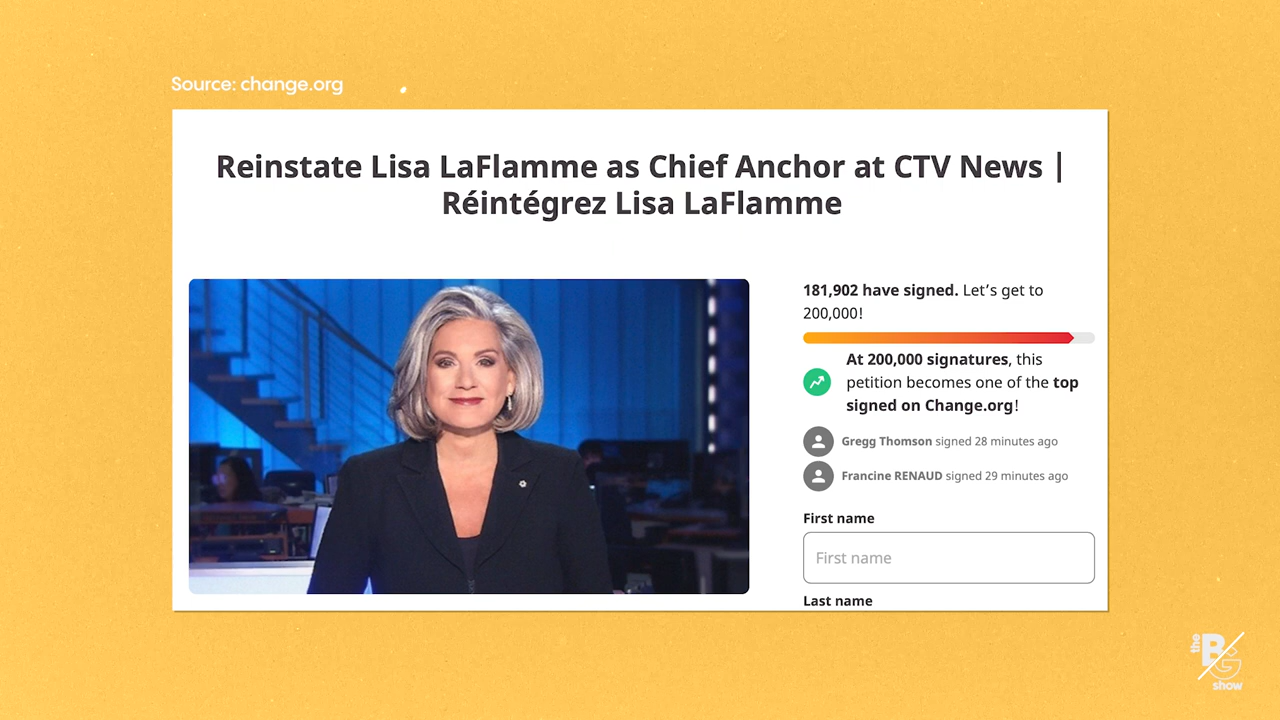 Source: change.org
Reinstate Lisa LaFlamme as Chief Anchor at CTV News |
Réintégrez Lisa LaFlamme
181,902 have signed. Let’s get to
200,000!
At 200,000 signatures, this
petition becomes one of the top
signed on Change.org!
Gregg Thomson signed 28 minutes ago
Francine RENAUD signed 29 minutes ago
First name
First name
Last name
the
BG
show